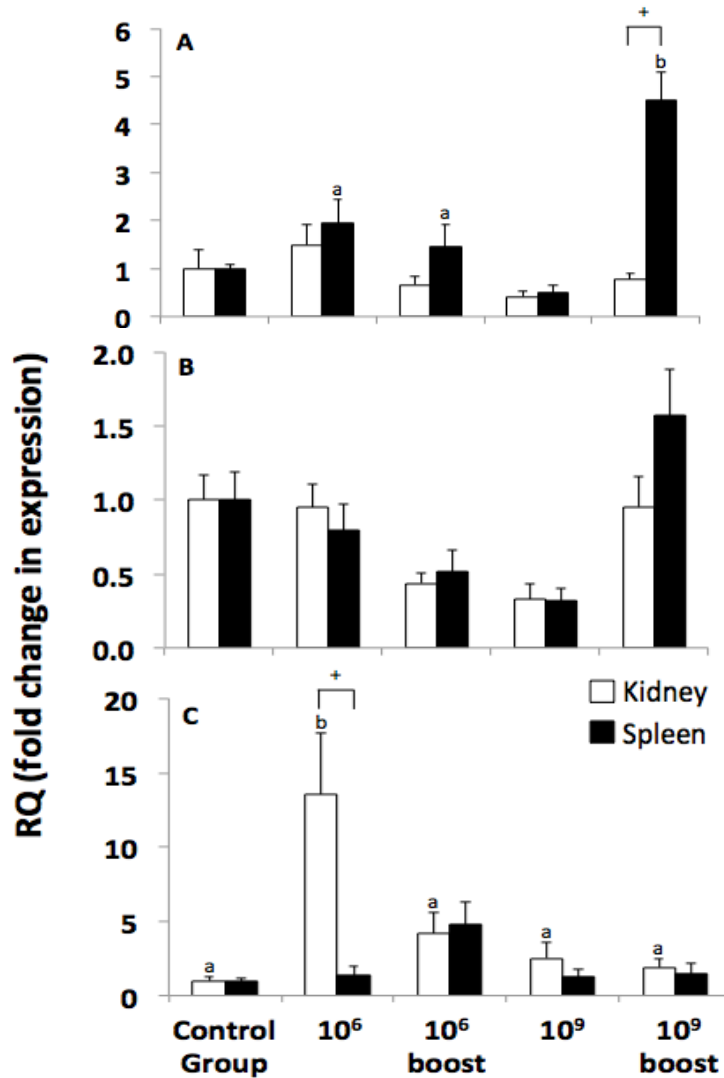 +
A
6
5
4
3
2
1
0
a
a
b
B
2.0
1.5
1.0
0.5
0.0
RQ (fold change in expression)
+
C
20
15
10
5
0
Kidney
Spleen
a
b
a
a
a
Control Group
10⁶
10⁶ boost
10⁹
10⁹ boost